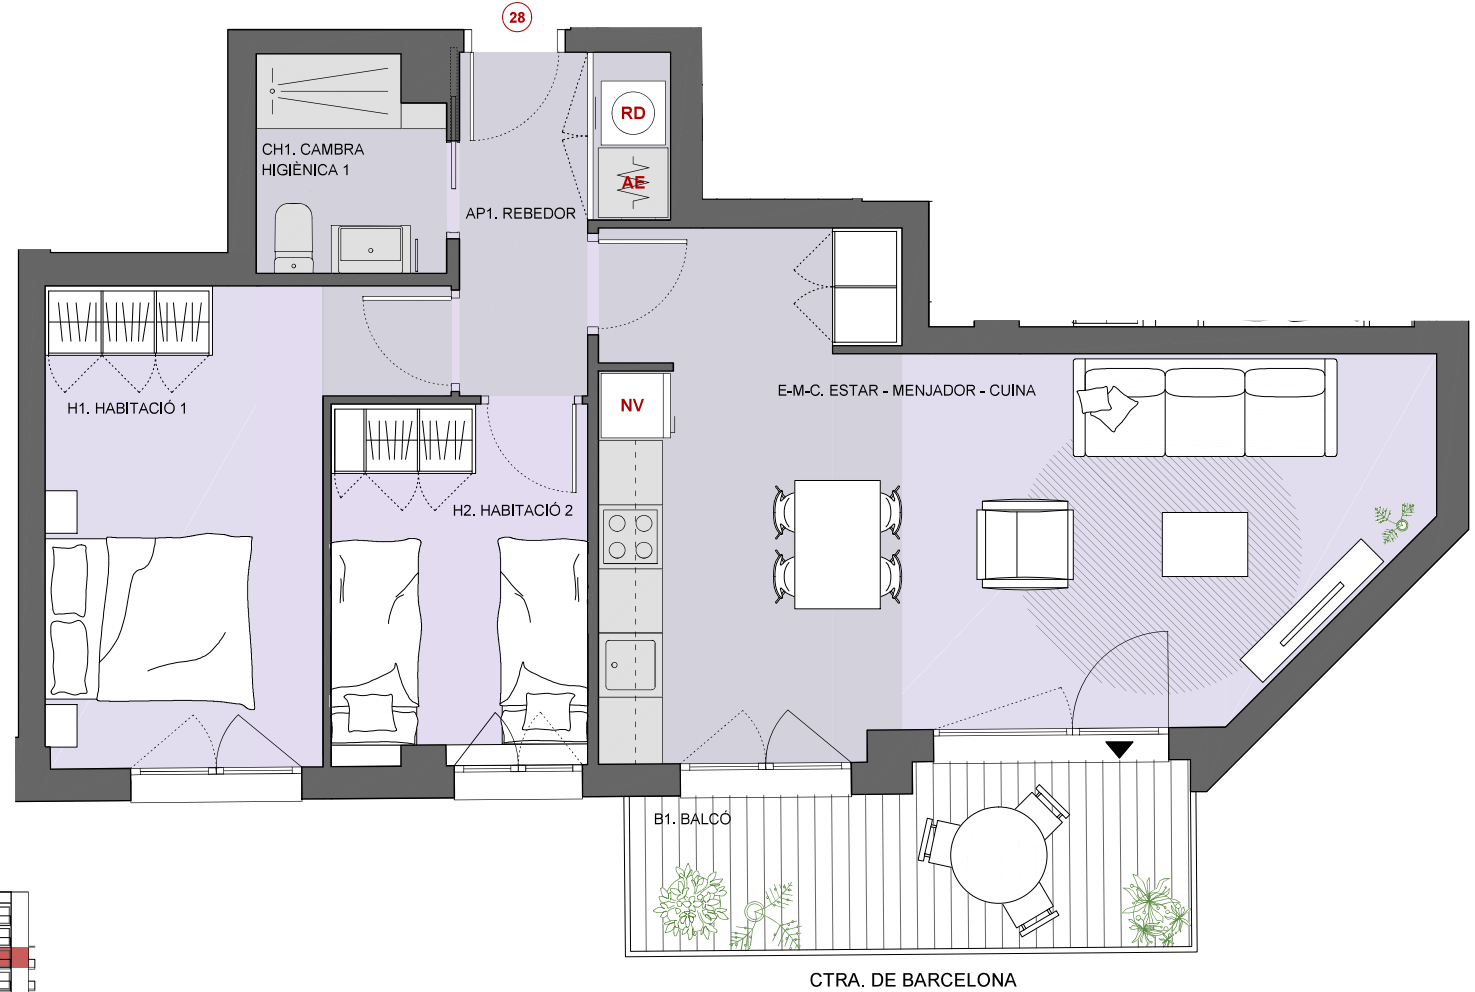 28
RD
CH1. CAMBRA
HIGIÈNICA 1
AE
AP1. REBEDOR
E-M-C. ESTAR - MENJADOR - CUINA
H1. HABITACIÓ 1
NV
H2. HABITACIÓ 2
B1. BALCÓ
CTRA. DE BARCELONA